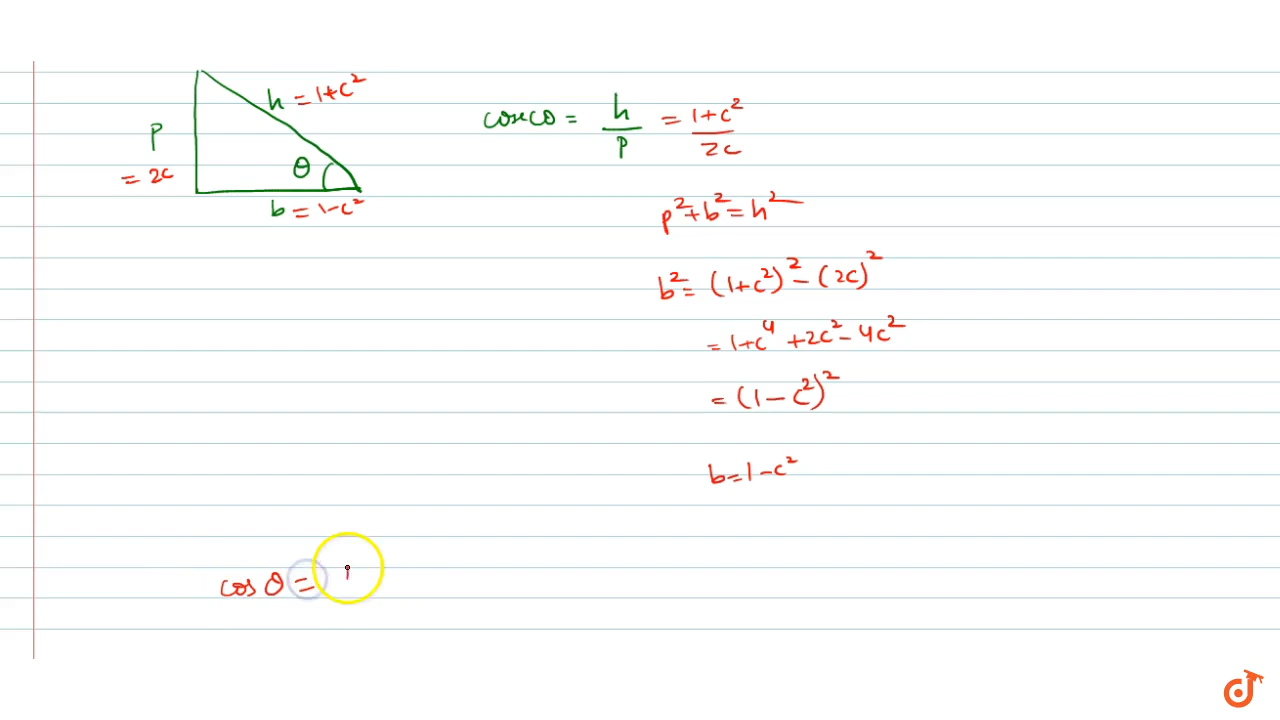 h = 1+c²
P
= 2c
θ
b = 1-c²
cosec θ = h/P = 1+c²/2c
p²+b²=h²
b² = (1+c²)² - (2c)²
= 1+c⁴ +2c² - 4c²
= (1-c²)²
b=1-c²
cos θ =